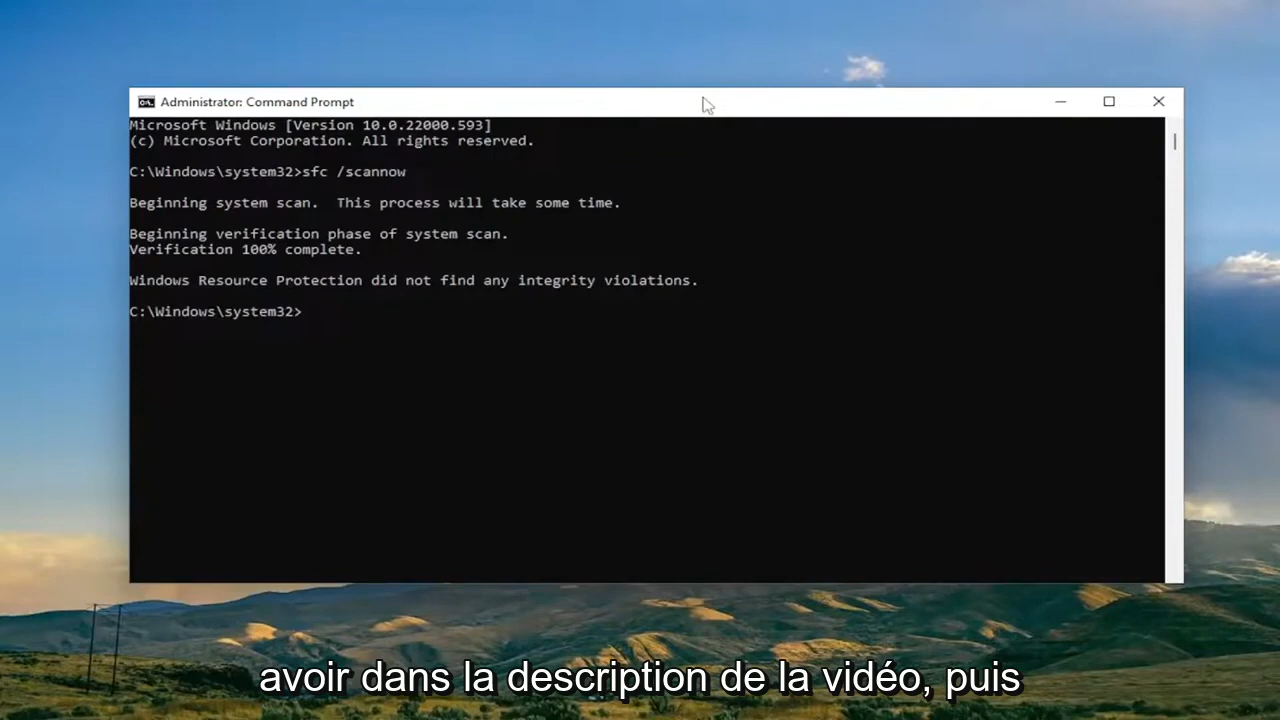 Administrator: Command Prompt
Microsoft Windows [Version 10.0.22000.593]
(c) Microsoft Corporation. All rights reserved.
C:\Windows\system32>sfc /scannow
Beginning system scan.  This process will take some time.
Beginning verification phase of system scan.
Verification 100% complete.
Windows Resource Protection did not find any integrity violations.
C:\Windows\system32>
avoir dans la description de la vidéo, puis